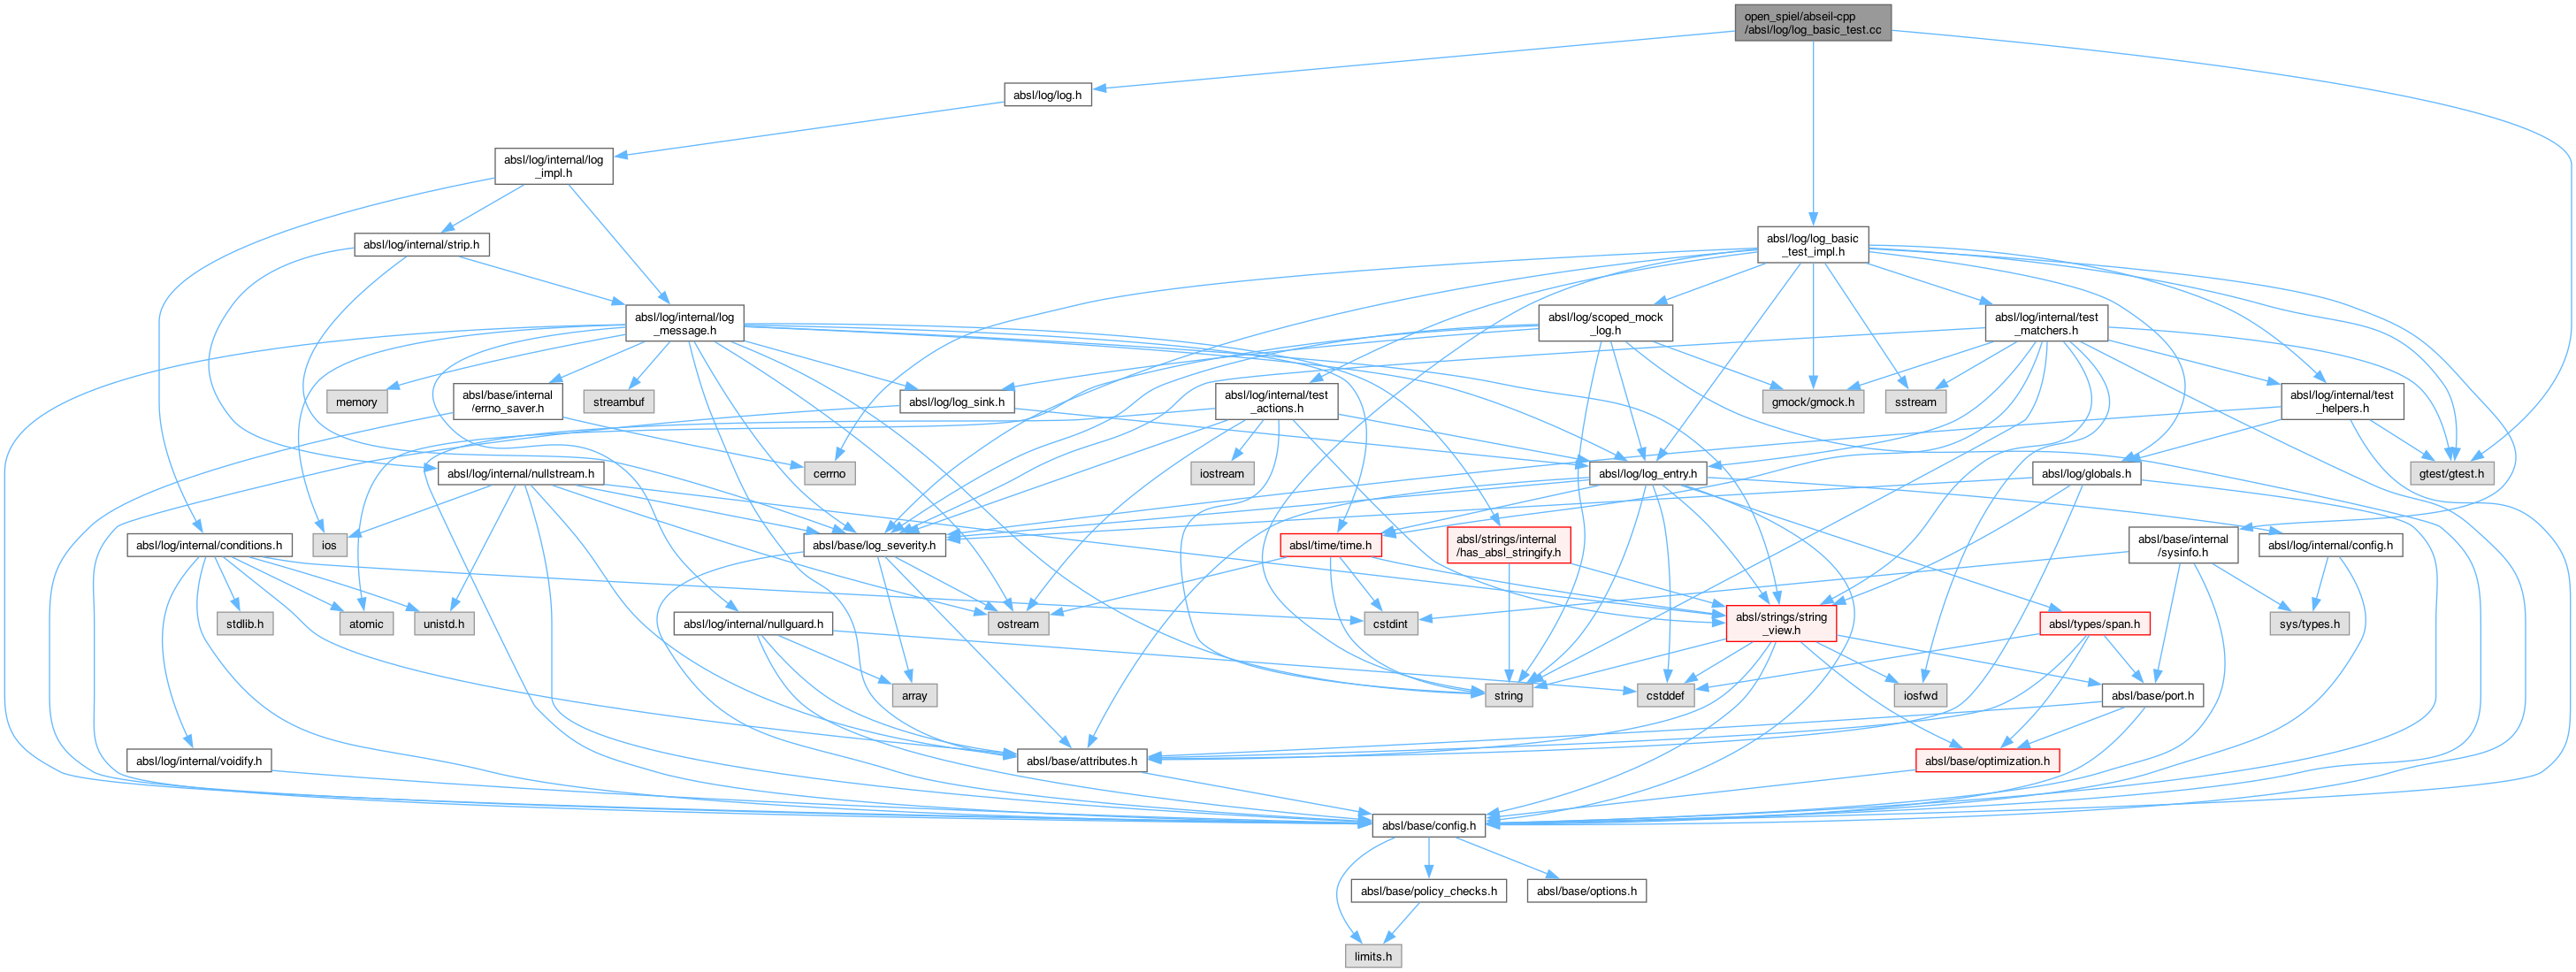 open_spiel/abseil-cpp
/absl/log/log_basic_test.cc
absl/log/log.h
absl/log/internal/log
_impl.h
absl/log/internal/strip.h
absl/log/log_basic
_test_impl.h
absl/log/internal/log
_message.h
absl/log/scoped_mock
_log.h
absl/log/internal/test
_matchers.h
memory
absl/base/internal
/errno_saver.h
streambuf
absl/log/log_sink.h
absl/log/internal/test
_actions.h
gmock/gmock.h
sstream
absl/log/internal/test
_helpers.h
absl/log/internal/nullstream.h
cerrno
iostream
absl/log/log_entry.h
absl/log/globals.h
gtest/gtest.h
absl/log/internal/conditions.h
ios
absl/base/log_severity.h
absl/time/time.h
absl/strings/internal
/has_absl_stringify.h
absl/base/internal
/sysinfo.h
absl/log/internal/config.h
stdlib.h
atomic
unistd.h
absl/log/internal/nullguard.h
ostream
cstdint
absl/strings/string
_view.h
absl/types/span.h
sys/types.h
array
string
cstddef
iosfwd
absl/base/port.h
absl/log/internal/voidify.h
absl/base/attributes.h
absl/base/optimization.h
absl/base/config.h
absl/base/policy_checks.h
absl/base/options.h
limits.h